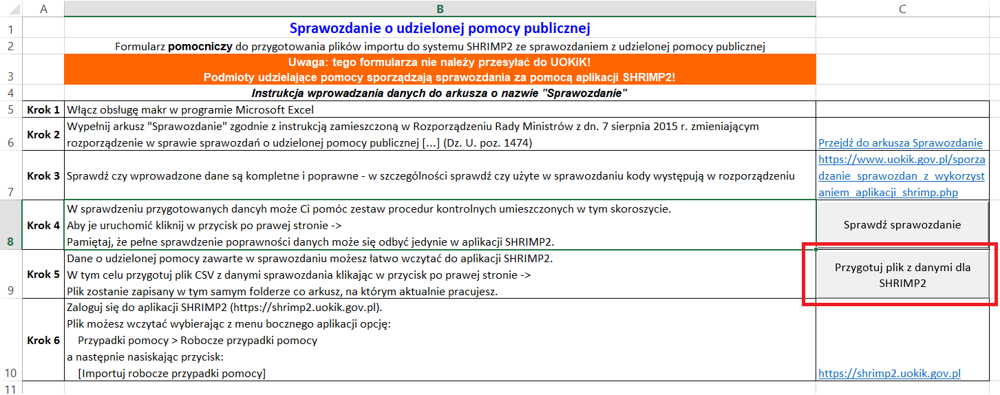 A B C
1 Sprawozdanie o udzielonej pomocy publicznej
2 Formularz pomocniczy do przygotowania plików importu do systemu SHRIMP2 ze sprawozdaniem z udzielonej pomocy publicznej
Uwaga: tego formularza nie należy przesyłać do UOKiK!
3 Podmioty udzielające pomocy sporządzają sprawozdania za pomocą aplikacji SHRIMP2!
4 Instrukcja wprowadzania danych do arkusza o nazwie "Sprawozdanie"
5 Krok 1 Włącz obsługę makr w programie Microsoft Excel
Krok 2 Wypełnij arkusz "Sprawozdanie" zgodnie z instrukcją zamieszczoną w Rozporządzeniu Rady Ministrów z dn. 7 sierpnia 2015 r. zmieniającym
6 rozporządzenie w sprawie sprawozdań o udzielonej pomocy publicznej [...] (Dz. U. poz. 1474) Przejdź do arkusza Sprawozdanie
https://www.uokik.gov.pl/sporza
Krok 3 Sprawdź czy wprowadzone dane są kompletne i poprawne - w szczególności sprawdź czy użyte w sprawozdaniu kody występują w rozporządzeniu dzanie_sprawozdan_z_wykorzyst
7 aniem_aplikacji_shrimp.php
W sprawdzeniu przygotowanych dancyh może Ci pomóc zestaw procedur kontrolnych umieszczonych w tym skoroszycie.
Krok 4 Aby je uruchomić kliknij w przycisk po prawej stronie -> Sprawdź sprawozdanie
8 Pamiętaj, że pełne sprawdzenie poprawności danych może się odbyć jedynie w aplikacji SHRIMP2.
Dane o udzielonej pomocy zawarte w sprawozdaniu możesz łatwo wczytać do aplikacji SHRIMP2. Przygotuj plik z danymi dla
Krok 5 W tym celu przygotuj plik CSV z danymi sprawozdania klikając w przycisk po prawej stronie -> SHRIMP2
9 Plik zostanie zapisany w tym samym folderze co arkusz, na którym aktualnie pracujesz.
Zaloguj się do aplikacji SHRIMP2 (https://shrimp2.uokik.gov.pl).
Plik możesz wczytać wybierając z menu bocznego aplikacji opcję:
Krok 6 Przypadki pomocy > Robocze przypadki pomocy
a następnie nasiskając przycisk:
10 [Importuj robocze przypadki pomocy] https://shrimp2.uokik.gov.pl
11